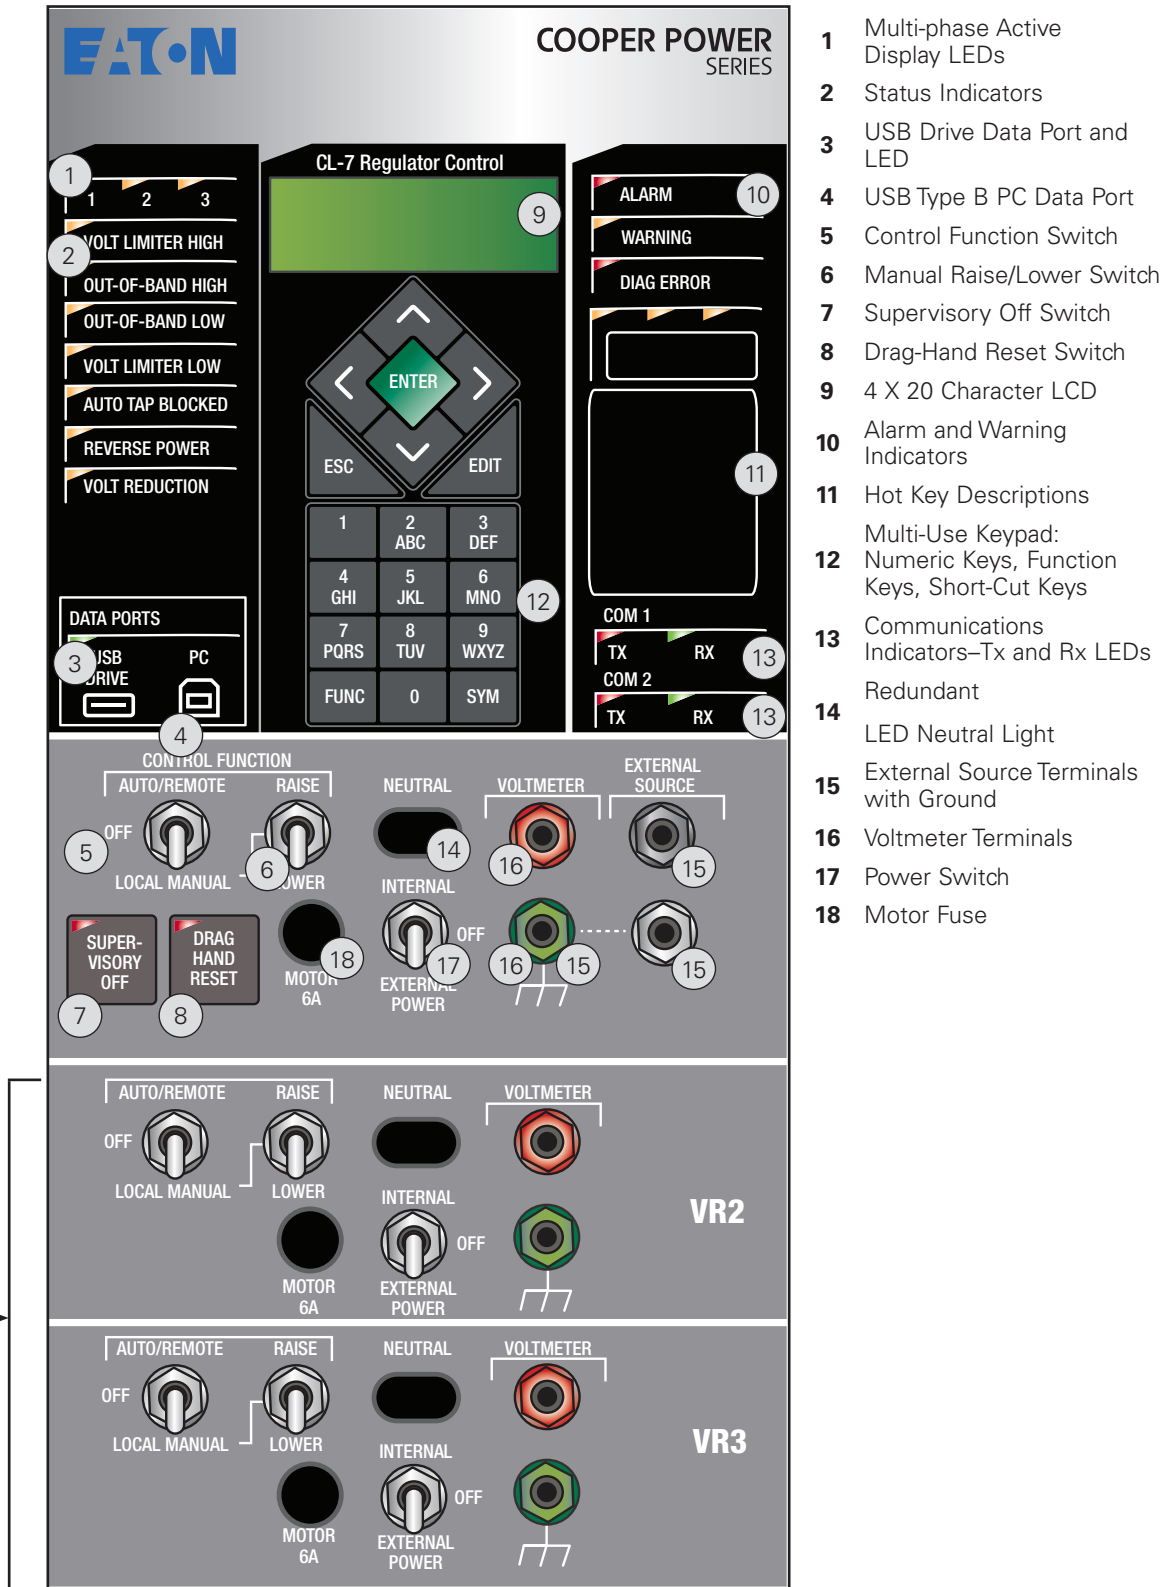 EATON
COOPER POWER
SERIES
CL-7 Regulator Control
1
1 2 3
2
VOLT LIMITER HIGH
OUT-OF-BAND HIGH
OUT-OF-BAND LOW
VOLT LIMITER LOW
AUTO TAP BLOCKED
REVERSE POWER
VOLT REDUCTION
DATA PORTS
3
USB
DRIVE
PC
4
9
ENTER
ESC
EDIT
1
2
ABC
3
DEF
4
GHI
5
JKL
6
MNO
12
7
PQRS
8
TUV
9
WXYZ
FUNC
0
SYM
ALARM
10
WARNING
DIAG ERROR
11
COM 1
TX RX
13
COM 2
TX RX
13
CONTROL FUNCTION
AUTO/REMOTE
RAISE
OFF
5
6
LOCAL MANUAL
LOWER
SUPER-
VISORY
OFF
7
DRAG
HAND
RESET
8
18
MOTOR
6A
NEUTRAL
14
INTERNAL
OFF
17
EXTERNAL
POWER
VOLTMETER
16
16
15
EXTERNAL
SOURCE
15
15
AUTO/REMOTE
RAISE
OFF
LOCAL MANUAL
LOWER
MOTOR
6A
NEUTRAL
INTERNAL
OFF
EXTERNAL
POWER
VOLTMETER
VR2
AUTO/REMOTE
RAISE
OFF
LOCAL MANUAL
LOWER
MOTOR
6A
NEUTRAL
INTERNAL
OFF
EXTERNAL
POWER
VOLTMETER
VR3
1 Multi-phase Active
Display LEDs
2 Status Indicators
3 USB Drive Data Port and
LED
4 USB Type B PC Data Port
5 Control Function Switch
6 Manual Raise/Lower Switch
7 Supervisory Off Switch
8 Drag-Hand Reset Switch
9 4 X 20 Character LCD
10 Alarm and Warning
Indicators
11 Hot Key Descriptions
12 Multi-Use Keypad:
Numeric Keys, Function
Keys, Short-Cut Keys
13 Communications
Indicators–Tx and Rx LEDs
14 Redundant
LED Neutral Light
15 External Source Terminals
with Ground
16 Voltmeter Terminals
17 Power Switch
18 Motor Fuse